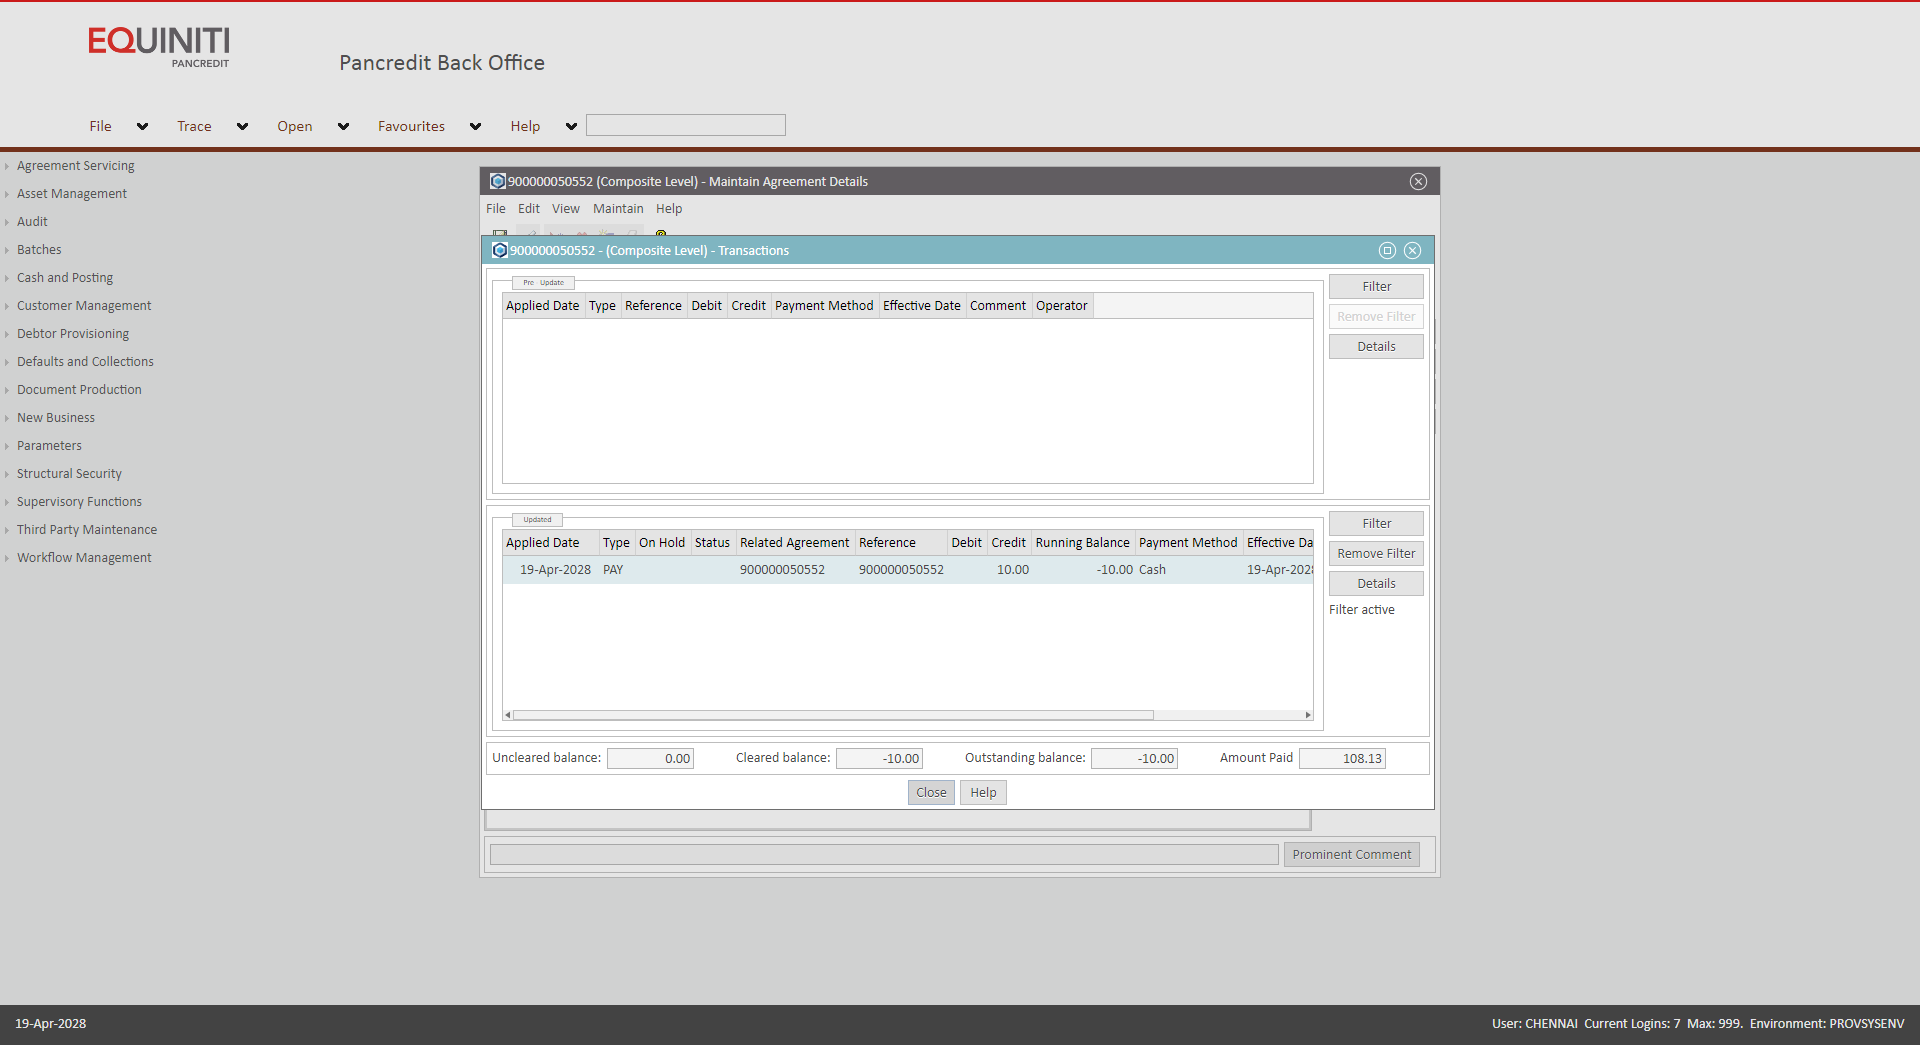 EQUINITI
PANCREDIT
Pancredit Back Office
File Trace Open Favourites Help
Agreement Servicing
Asset Management
Audit
Batches
Cash and Posting
Customer Management
Debtor Provisioning
Defaults and Collections
Document Production
New Business
Parameters
Structural Security
Supervisory Functions
Third Party Maintenance
Workflow Management
900000050552 (Composite Level) - Maintain Agreement Details
File Edit View Maintain Help
900000050552 - (Composite Level) - Transactions
Pre - Update
Applied Date Type Reference Debit Credit Payment Method Effective Date Comment Operator
Filter
Remove Filter
Details
Updated
Applied Date Type On Hold Status Related Agreement Reference Debit Credit Running Balance Payment Method Effective Da
19-Apr-2028 PAY 900000050552 900000050552 10.00 -10.00 Cash 19-Apr-2028
Filter
Remove Filter
Details
Filter active
Uncleared balance: 0.00 Cleared balance: -10.00 Outstanding balance: -10.00 Amount Paid 108.13
Close Help
Prominent Comment
19-Apr-2028
User: CHENNAI Current Logins: 7 Max: 999. Environment: PROVSYSENV